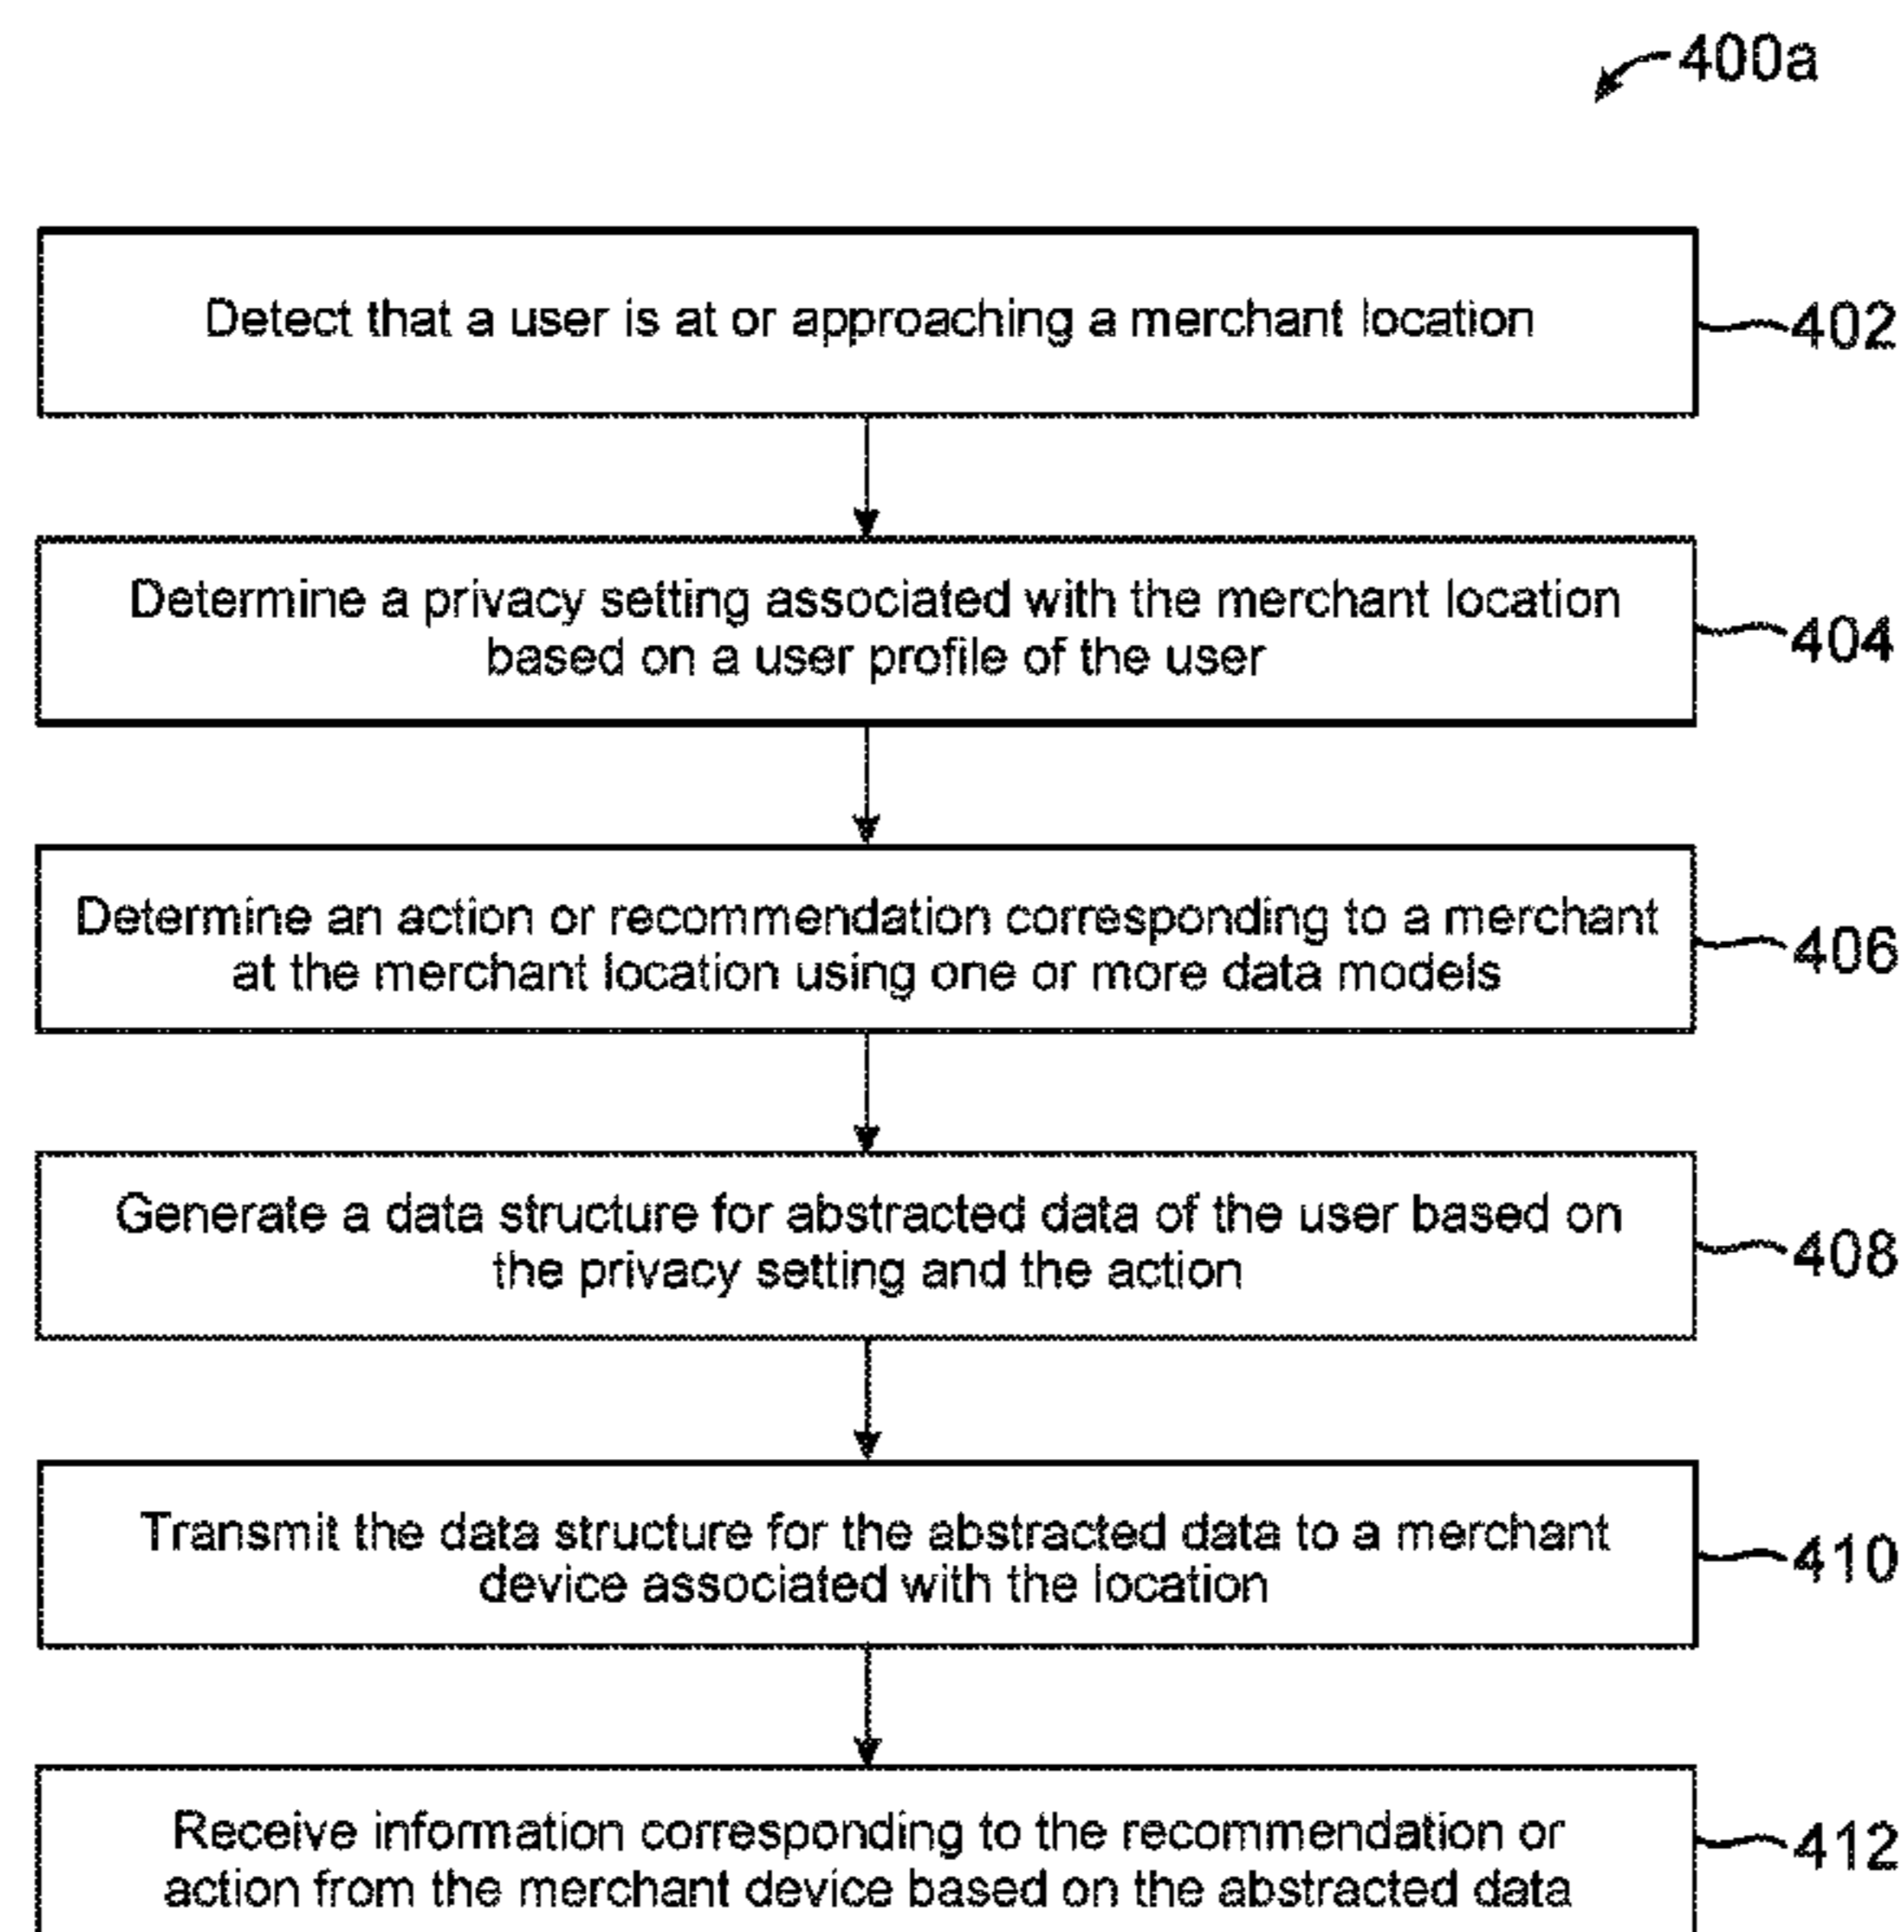 400a
Detect that a user is at or approaching a merchant location
402
Determine a privacy setting associated with the merchant location
based on a user profile of the user
404
Determine an action or recommendation corresponding to a merchant
at the merchant location using one or more data models
406
Generate a data structure for abstracted data of the user based on
the privacy setting and the action
408
Transmit the data structure for the abstracted data to a merchant
device associated with the location
410
Receive information corresponding to the recommendation or
action from the merchant device based on the abstracted data
412